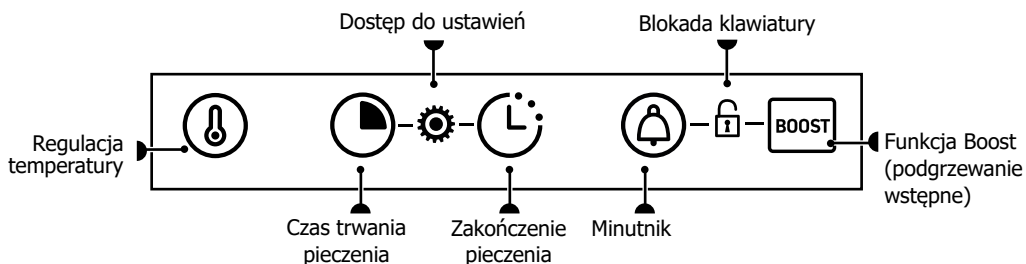 Dostęp do ustawień
Blokada klawiatury
Regulacja
temperatury
BOOST
Funkcja Boost
(podgrzewanie
wstępne)
Czas trwania
pieczenia
Zakończenie
pieczenia
Minutnik